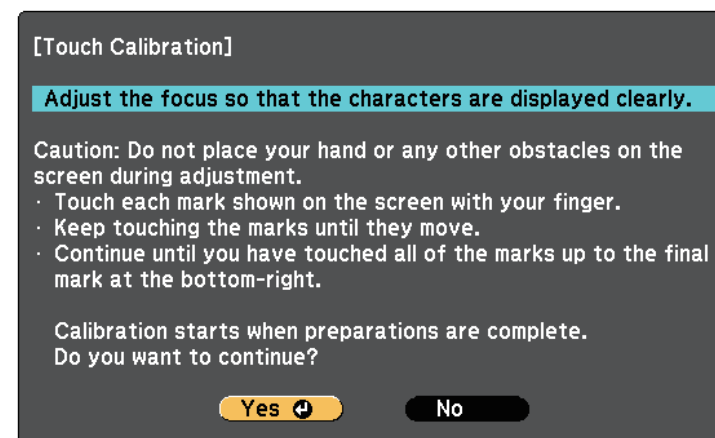 [Touch Calibration]
Adjust the focus so that the characters are displayed clearly.
Caution: Do not place your hand or any other obstacles on the
screen during adjustment.
· Touch each mark shown on the screen with your finger.
· Keep touching the marks until they move.
· Continue until you have touched all of the marks up to the final
mark at the bottom-right.
Calibration starts when preparations are complete.
Do you want to continue?
Yes No